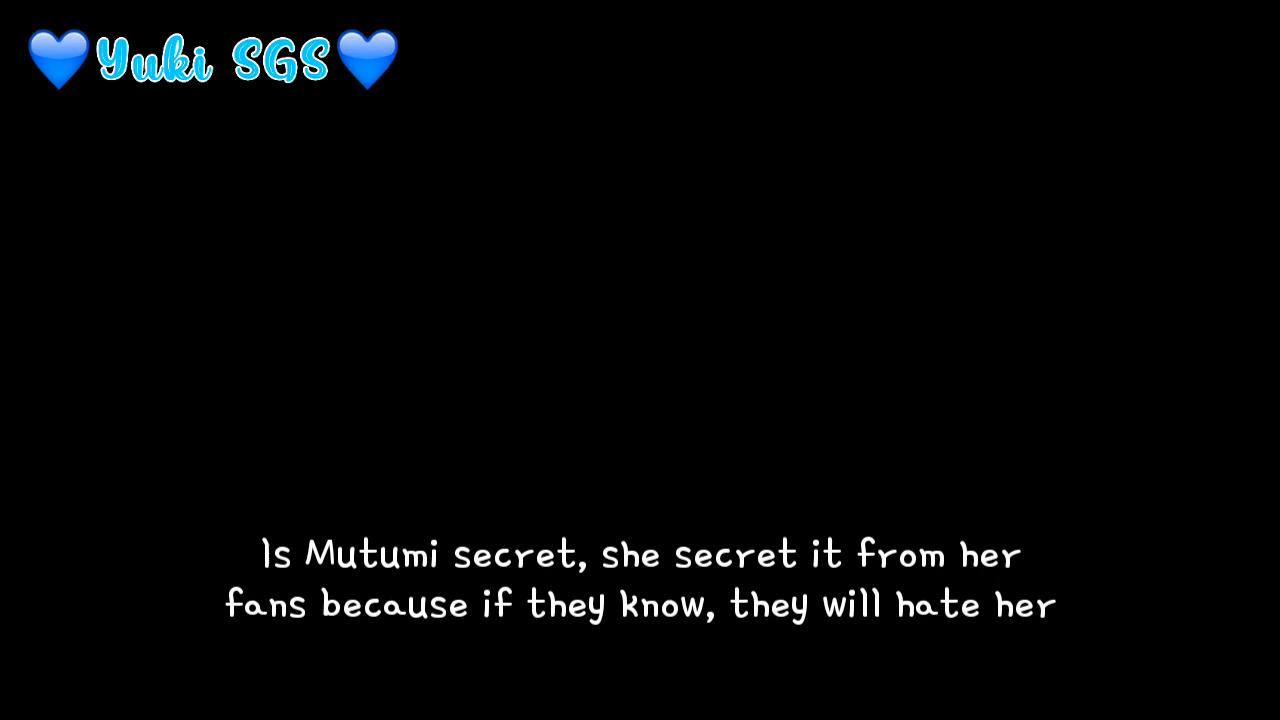 💙Yuki SGS💙
Is Mutumi secret, she secret it from her
fans because if they know, they will hate her